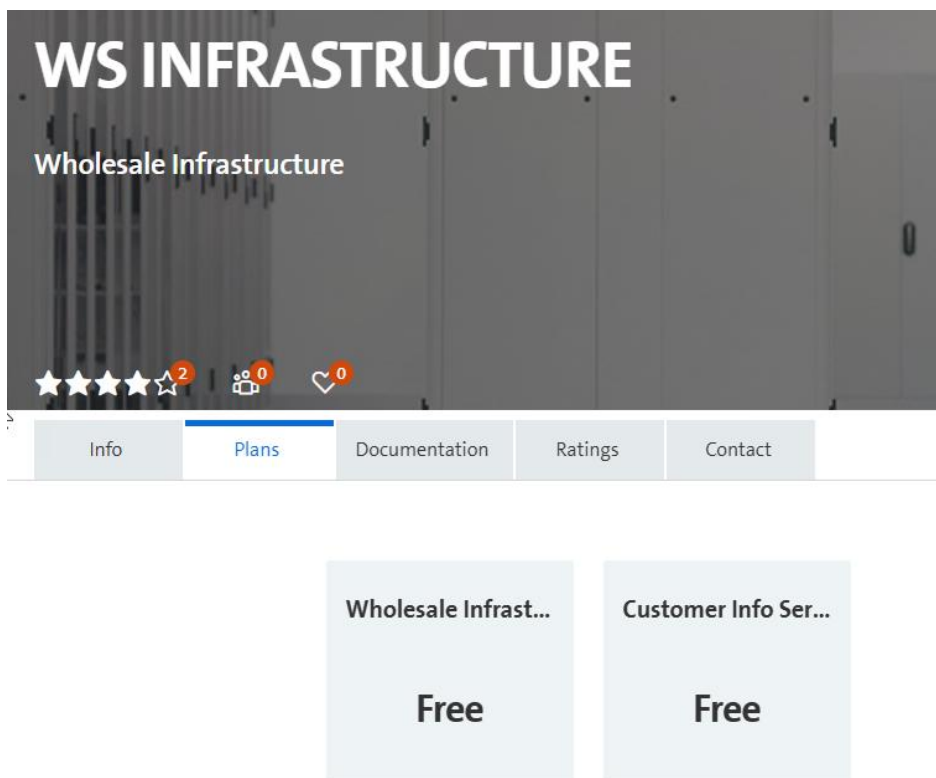 WS INFRASTRUCTURE
Wholesale Infrastructure
2 0 0
Info Plans Documentation Ratings Contact
Wholesale Infrast... Customer Info Ser...
Free Free